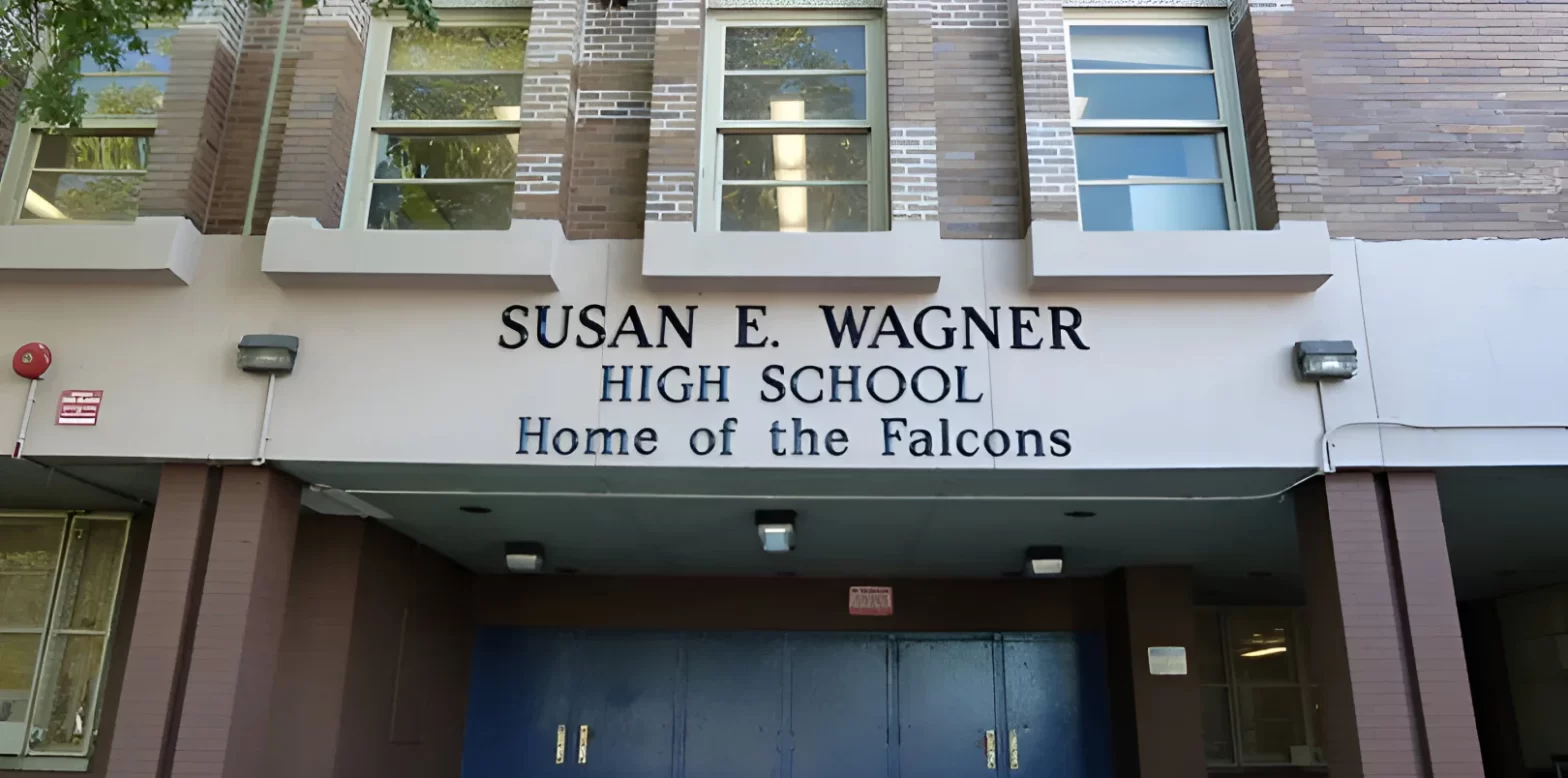 SUSAN E. WAGNER
HIGH SCHOOL
Home of the Falcons